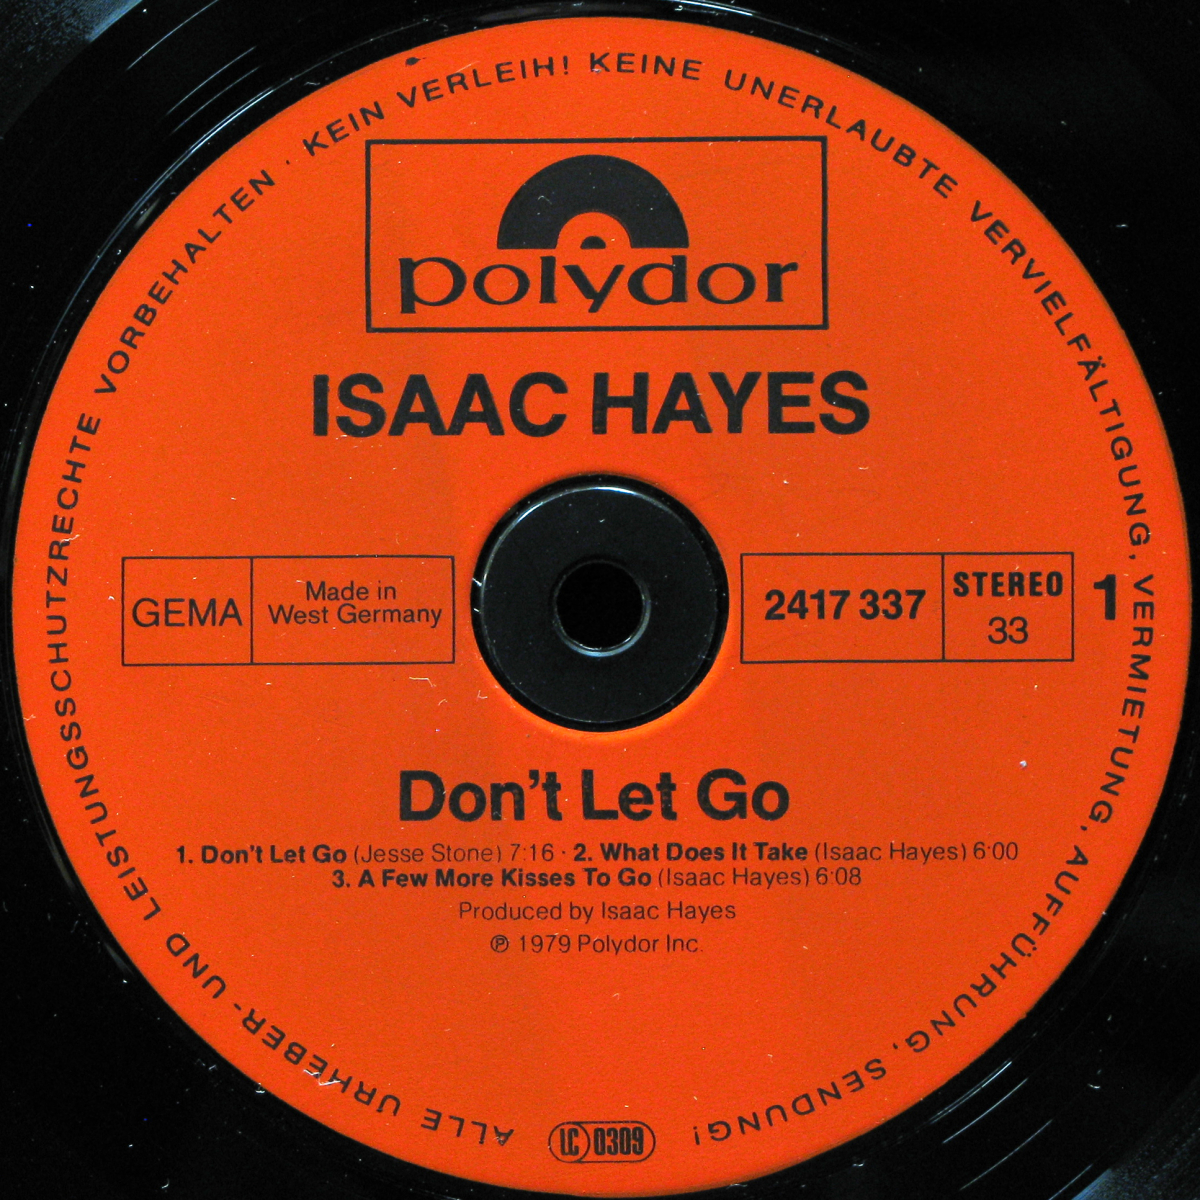 ALLE URHEBER- UND LEISTUNGSSCHUTZRECHTE VORBEHALTEN · KEIN VERLEIH! KEINE UNERLAUBTE VERVIELFÄLTIGUNG, VERMIETUNG, AUFFÜHRUNG, SENDUNG!
polydor
ISAAC HAYES
GEMA
Made in
West Germany
2417 337
STEREO
33
1
Don't Let Go
1. Don't Let Go (Jesse Stone) 7:16 · 2. What Does It Take (Isaac Hayes) 6:00
3. A Few More Kisses To Go (Isaac Hayes) 6:08
Produced by Isaac Hayes
℗ 1979 Polydor Inc.
LC 0309